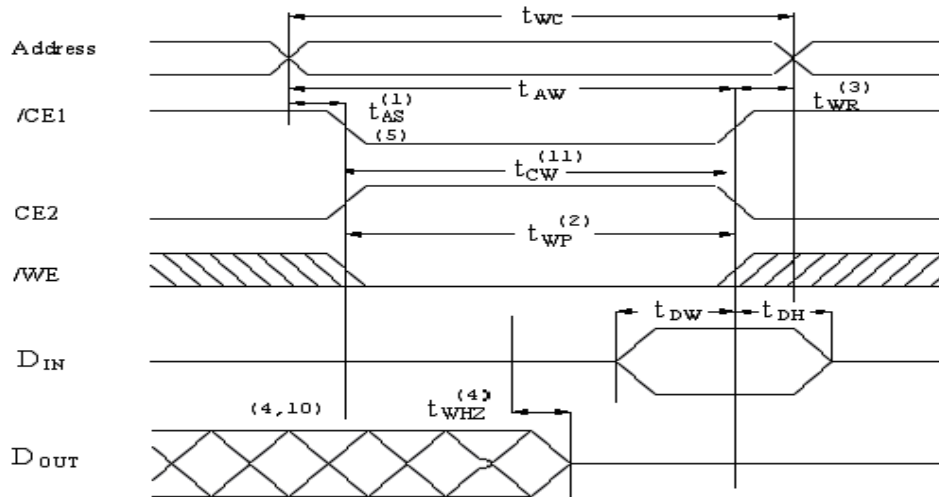 tWC
Address
tAW
tAS(1)
tWR(3)
/CE1
(5)
tCW(11)
CE2
tWP(2)
/WE
tDW
tDH
DIN
(4,10)
tWHZ(4)
DOUT